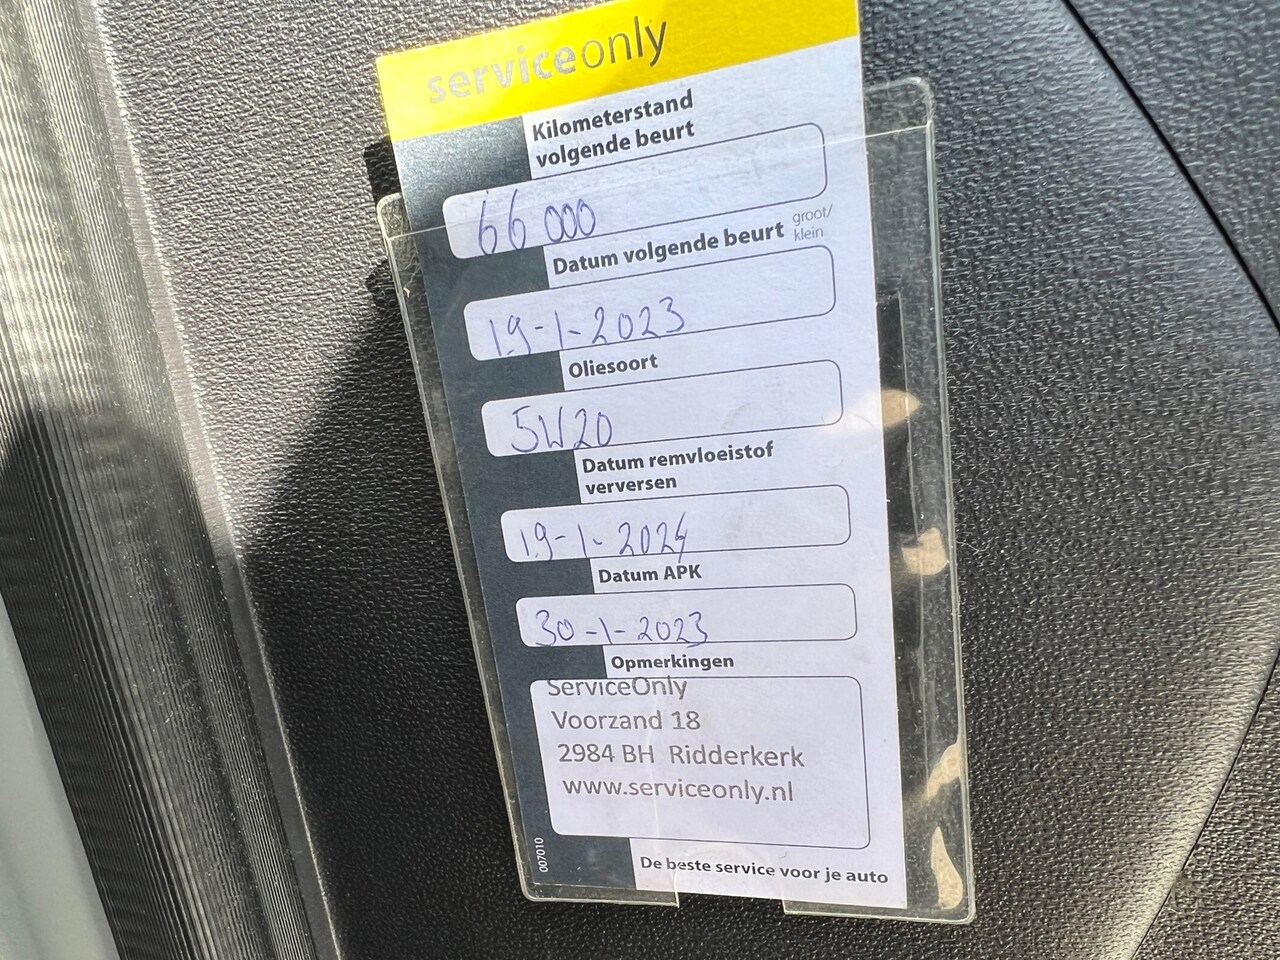 serviceonly
Kilometerstand
volgende beurt
66 000
Datum volgende beurt groot/
klein
19-1-2023
Oliesoort
5W20
Datum remvloeistof
verversen
19-1-2024
Datum APK
30-1-2023
Opmerkingen
ServiceOnly
Voorzand 18
2984 BH Ridderkerk
www.serviceonly.nl
007010
De beste service voor je auto